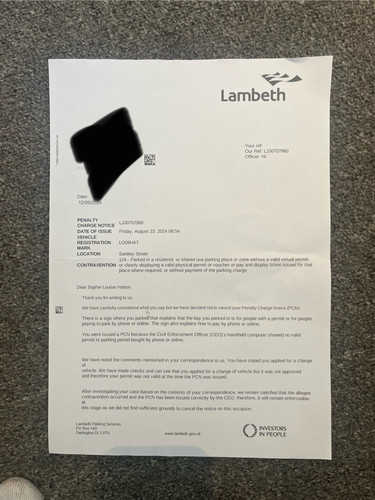 Lambeth
Your ref:
Our Ref: LJ30707980
Officer: NI
Date:
12/09/2024
PENALTY
CHARGE NOTICE LJ30707980
DATE OF ISSUE Friday, August 23, 2024 09:54
VEHICLE
REGISTRATION LO09HAT
MARK
LOCATION Santley Street
12A - Parked in a residents' or shared use parking place or zone without a valid virtual permit
CONTRAVENTION or clearly displaying a valid physical permit or voucher or pay and display ticket issued for that
place where required, or without payment of the parking charge
Dear Sophie Louise
Thank you for writing to us.
We have carefully considered what you say but we have decided not to cancel your Penalty Charge Notice (PCN).
There is a sign where you parked that explains that the bay you parked in is for people with a permit or for people
paying to park by phone or online. The sign also explains how to pay by phone or online.
You were issued a PCN because the Civil Enforcement Officer (CEO)'s handheld computer showed no valid
permit or parking period bought by phone or online.
We have noted the comments mentioned in your correspondence to us. You have stated you applied for a change
of
vehicle. We have made checks and can see that you applied for a change of vehicle but it was not approved
and therefore your permit was not valid at the time the PCN was issued.
After investigating your case based on the contents of your correspondence, we remain satisfied that the alleged
contravention occurred and the PCN has been issued correctly by the CEO; therefore, it will remain enforceable
at
this stage as we did not find sufficient grounds to cancel the notice on this occasion.
Lambeth Parking Services
PO Box 340
Darlington DL1 9TU
www.lambeth.gov.uk
INVESTORS
IN PEOPLE